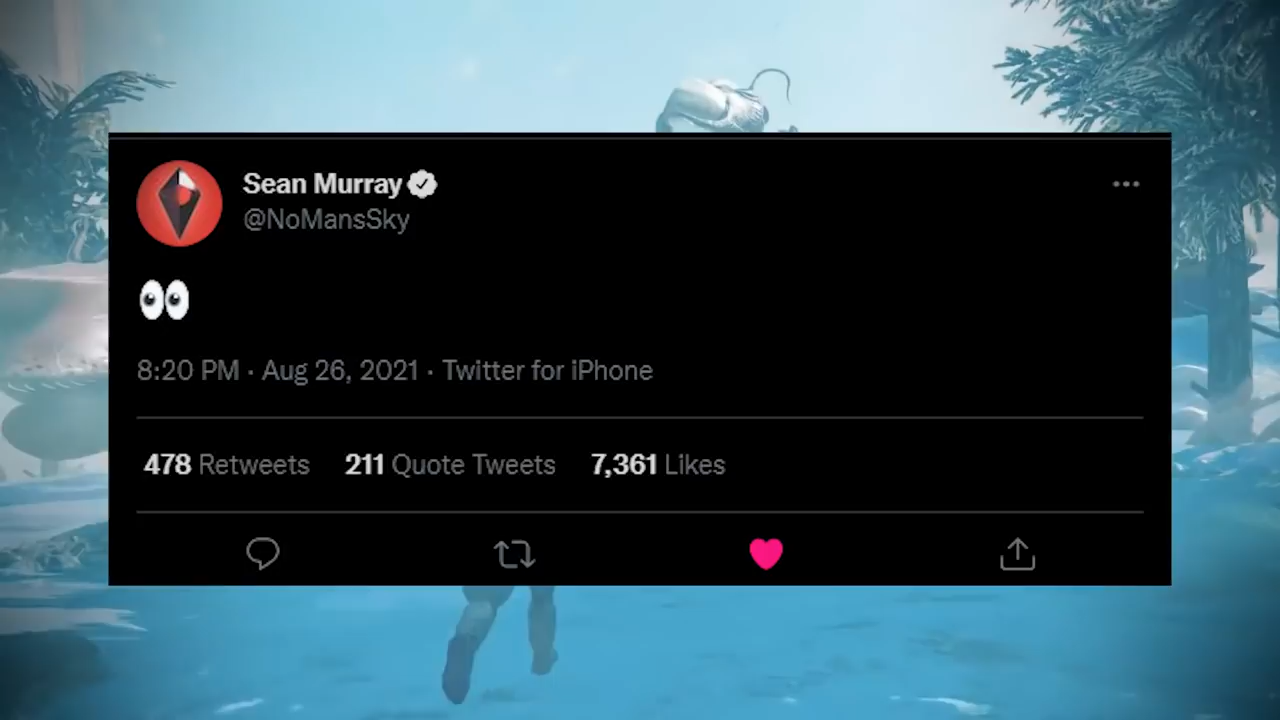 Sean Murray
@NoMansSky
👀
8:20 PM · Aug 26, 2021 · Twitter for iPhone
478 Retweets 211 Quote Tweets 7,361 Likes